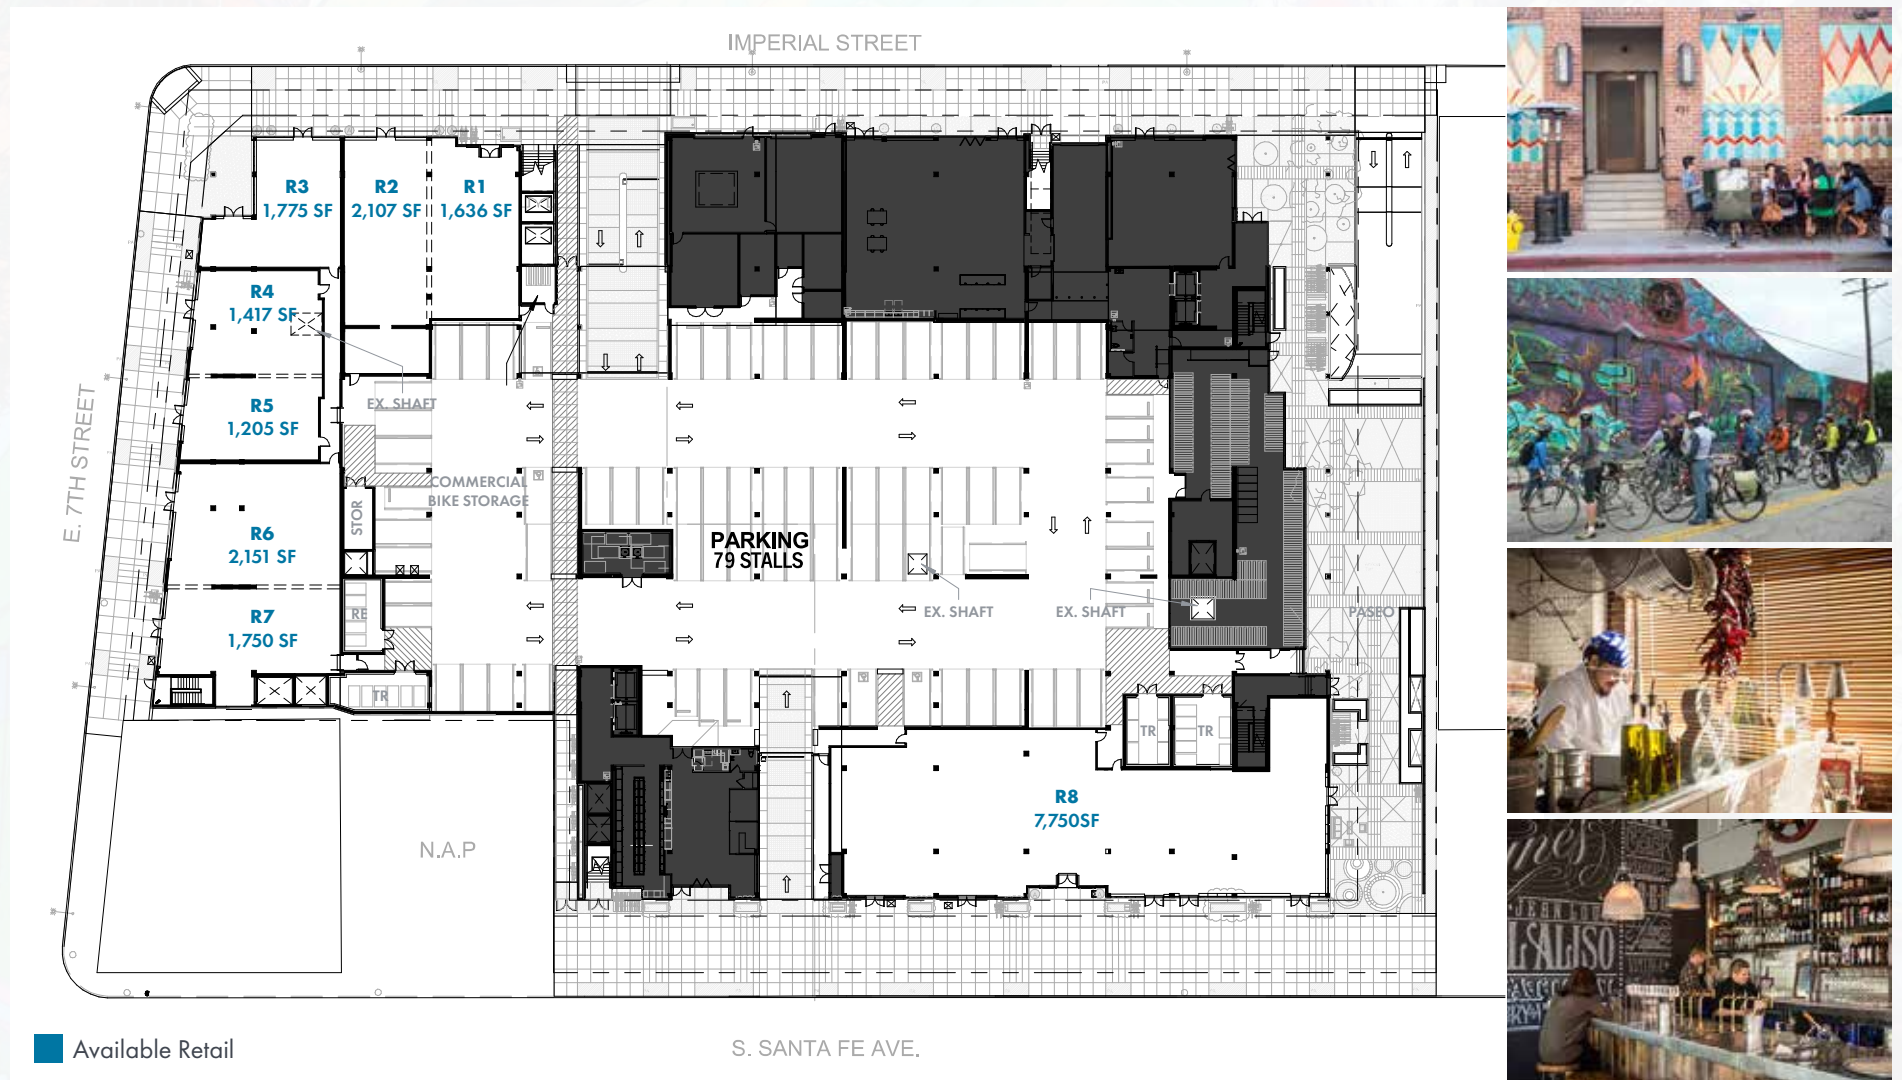 IMPERIAL STREET
R3
1,775 SF
R2
2,107 SF
R1
1,636 SF
R4
1,417 SF
EX. SHAFT
R5
1,205 SF
E. 7TH STREET
COMMERCIAL
BIKE STORAGE
STOR
R6
2,151 SF
PARKING
79 STALLS
EX. SHAFT
EX. SHAFT
PASEO
RE
R7
1,750 SF
TR
TR
TR
R8
7,750SF
N.A.P
S. SANTA FE AVE.
Available Retail
L'ALISO